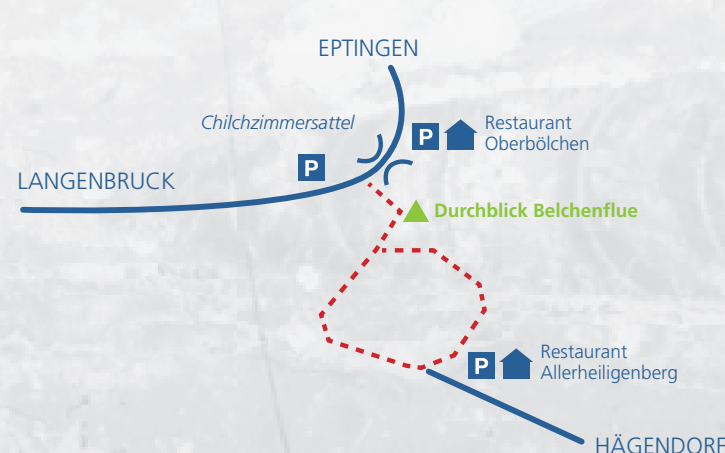 EPTINGEN
Chilchzimmersattel
P
Restaurant
Oberbölchen
P
LANGENBRUCK
Durchblick Belchenflue
P
Restaurant
Allerheiligenberg
HÄGENDORF